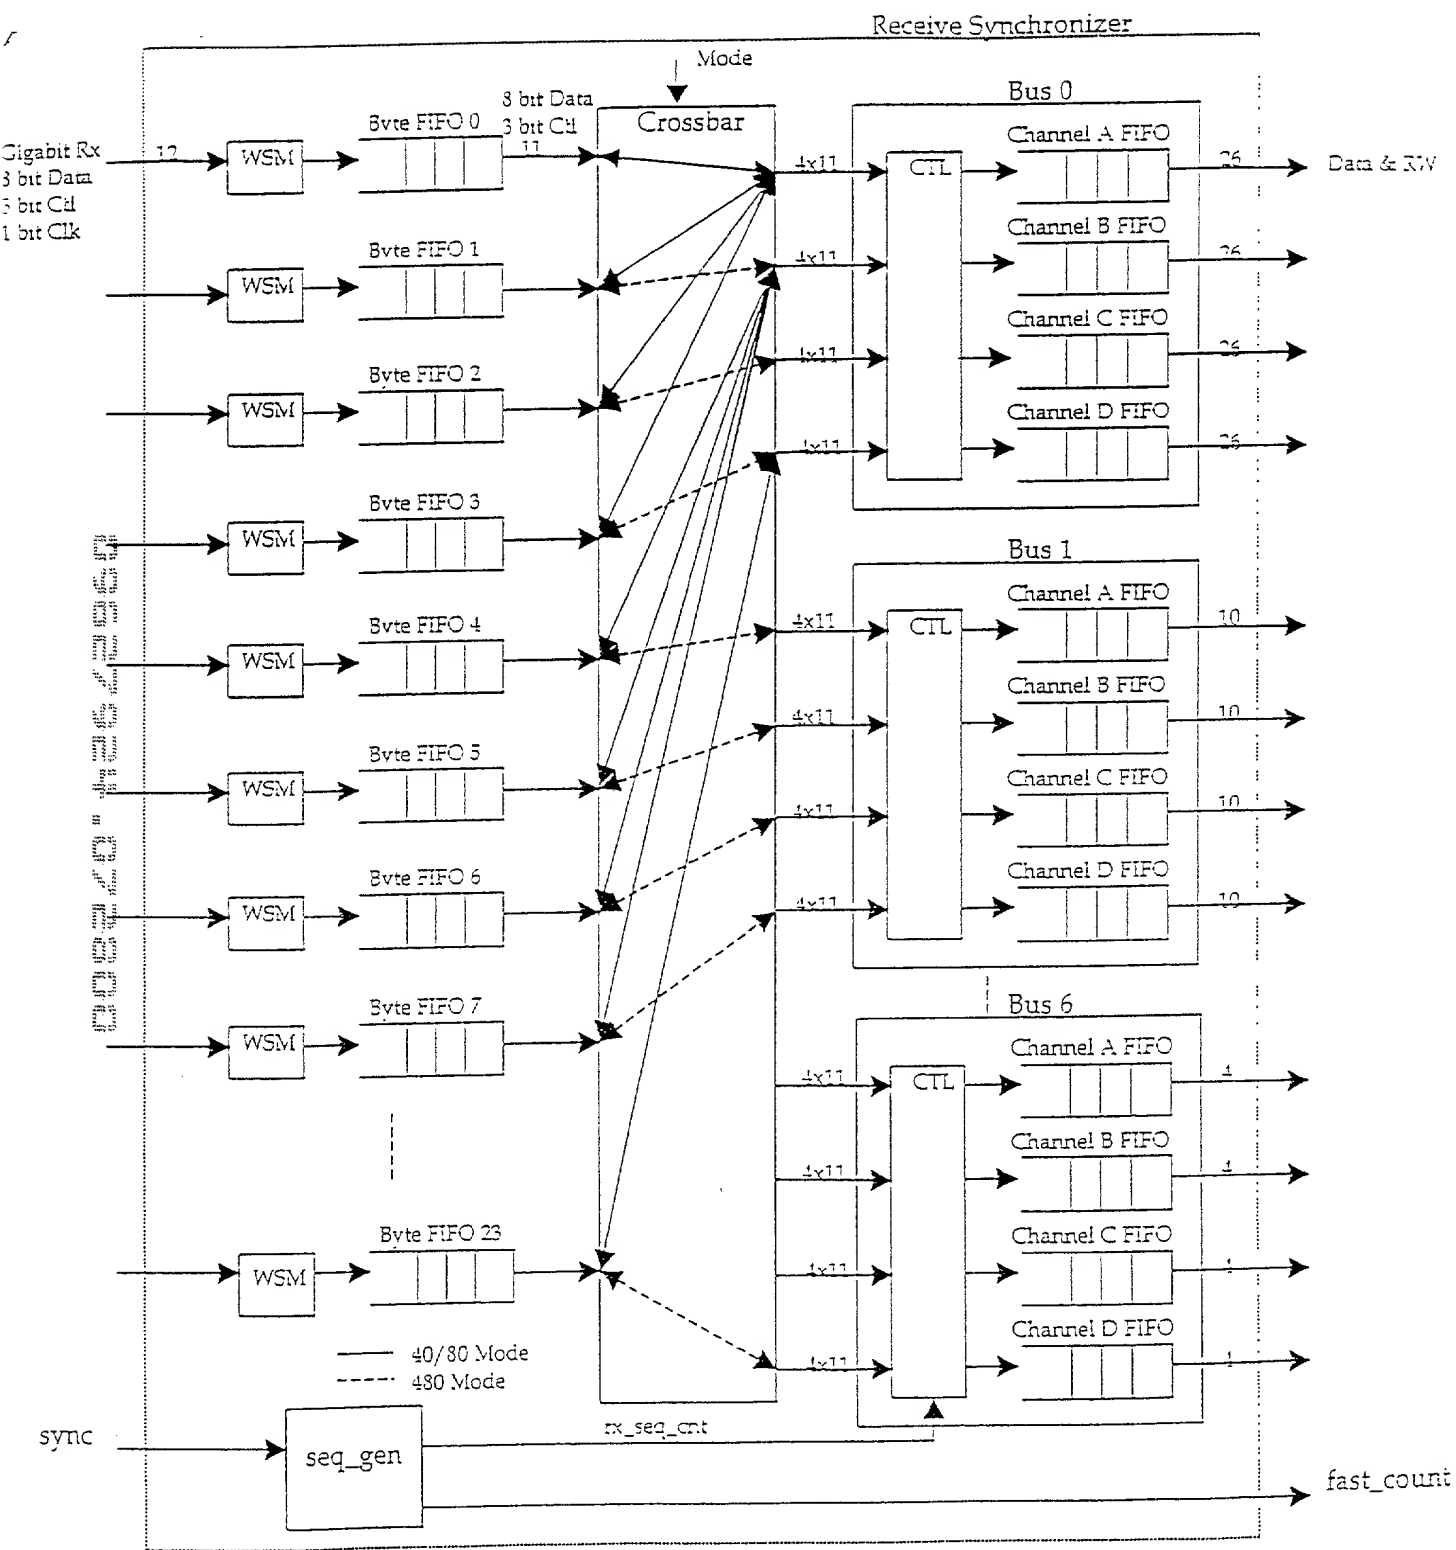 Receive Synchronizer
Mode
Gigabit Rx
8 bit Data
3 bit Ctl
1 bit Clk
12
WSM
Byte FIFO 0
8 bit Data
3 bit Ctl
11
Crossbar
WSM
Byte FIFO 1
WSM
Byte FIFO 2
WSM
Byte FIFO 3
WSM
Byte FIFO 4
WSM
Byte FIFO 5
WSM
Byte FIFO 6
WSM
Byte FIFO 7
WSM
Byte FIFO 23
40/80 Mode
480 Mode
Bus 0
4x11
4x11
4x11
4x11
CTL
Channel A FIFO
26
Data & RW
Channel B FIFO
26
Channel C FIFO
26
Channel D FIFO
26
Bus 1
4x11
4x11
4x11
4x11
CTL
Channel A FIFO
10
Channel B FIFO
10
Channel C FIFO
10
Channel D FIFO
10
Bus 6
4x11
4x11
4x11
4x11
CTL
Channel A FIFO
4
Channel B FIFO
4
Channel C FIFO
Channel D FIFO
sync
seq_gen
rx_seq_cnt
fast_count